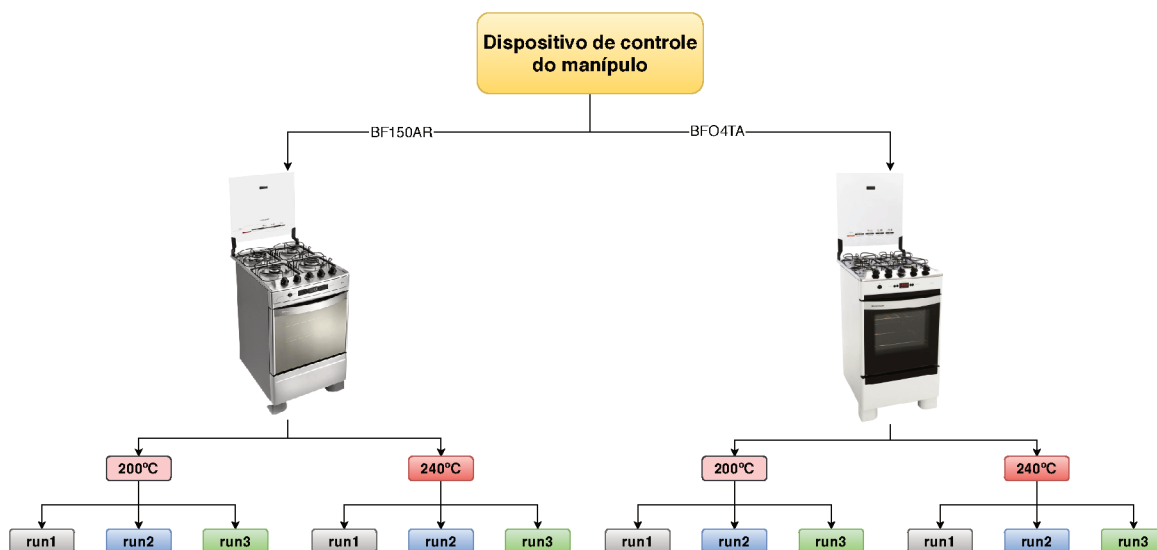 Dispositivo de controle
do manípulo
BF150AR
BFO4TA
200ºC
240ºC
200ºC
240ºC
run1
run2
run3
run1
run2
run3
run1
run2
run3
run1
run2
run3